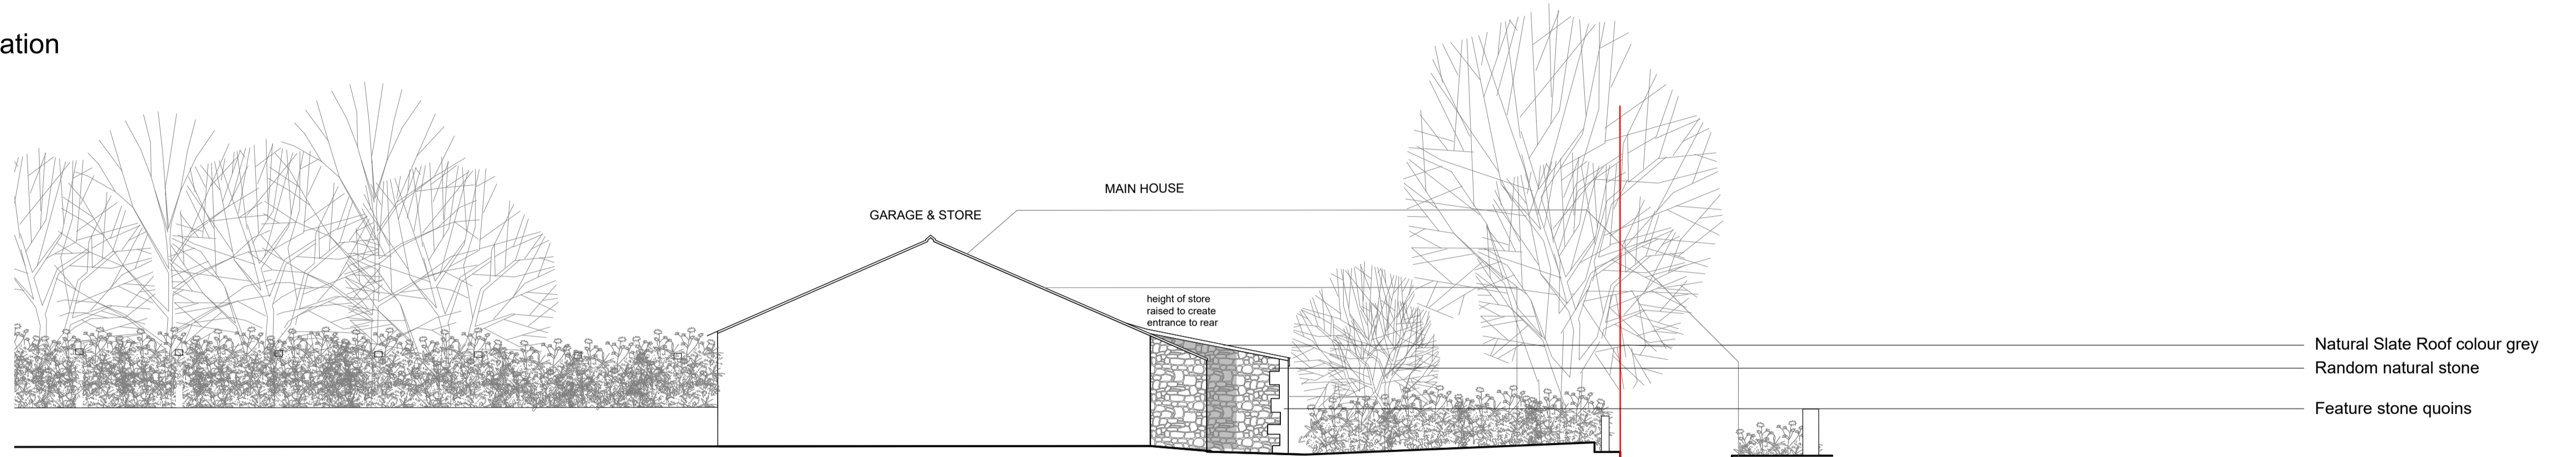 ation
MAIN HOUSE
GARAGE & STORE
height of store
raised to create
entrance to rear
Natural Slate Roof colour grey
Random natural stone
Feature stone quoins